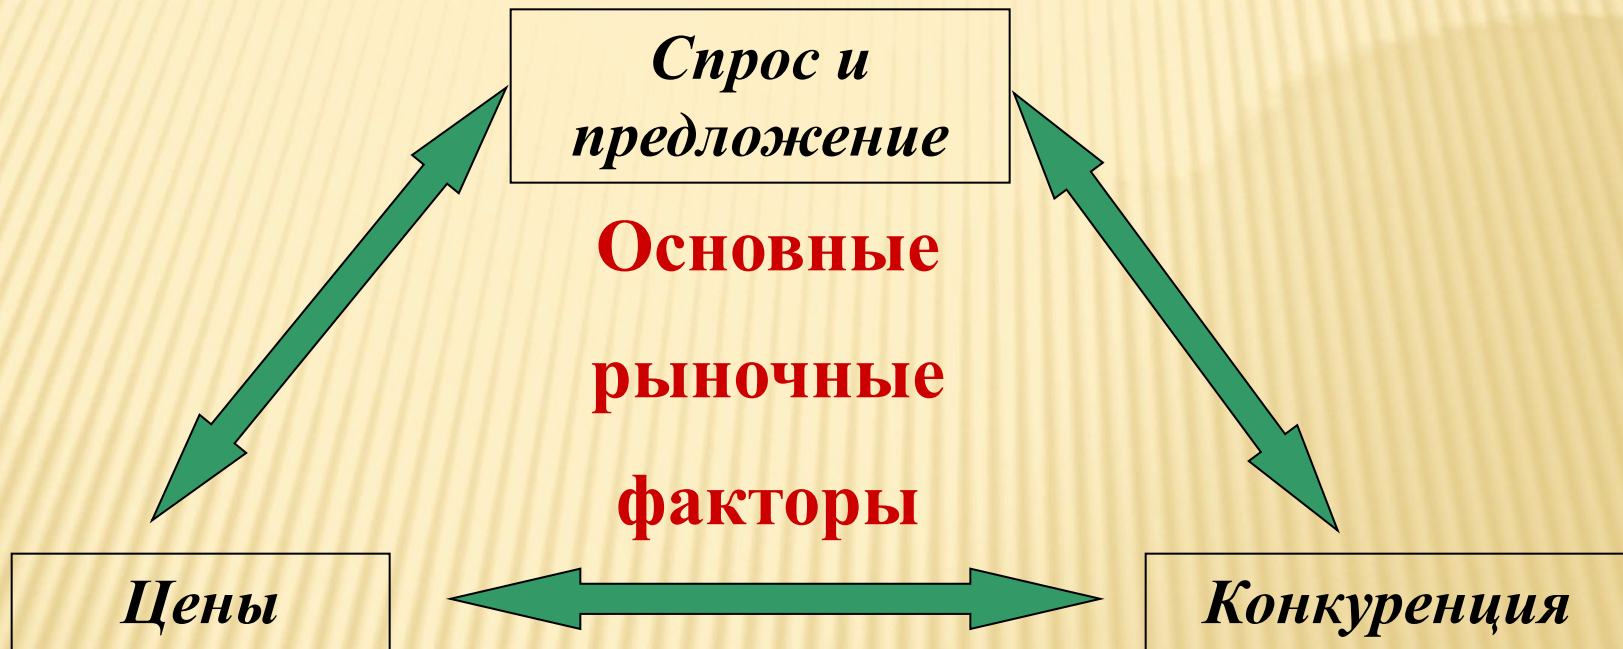 Спрос и
предложение
Основные
рыночные
факторы
Цены
Конкуренция